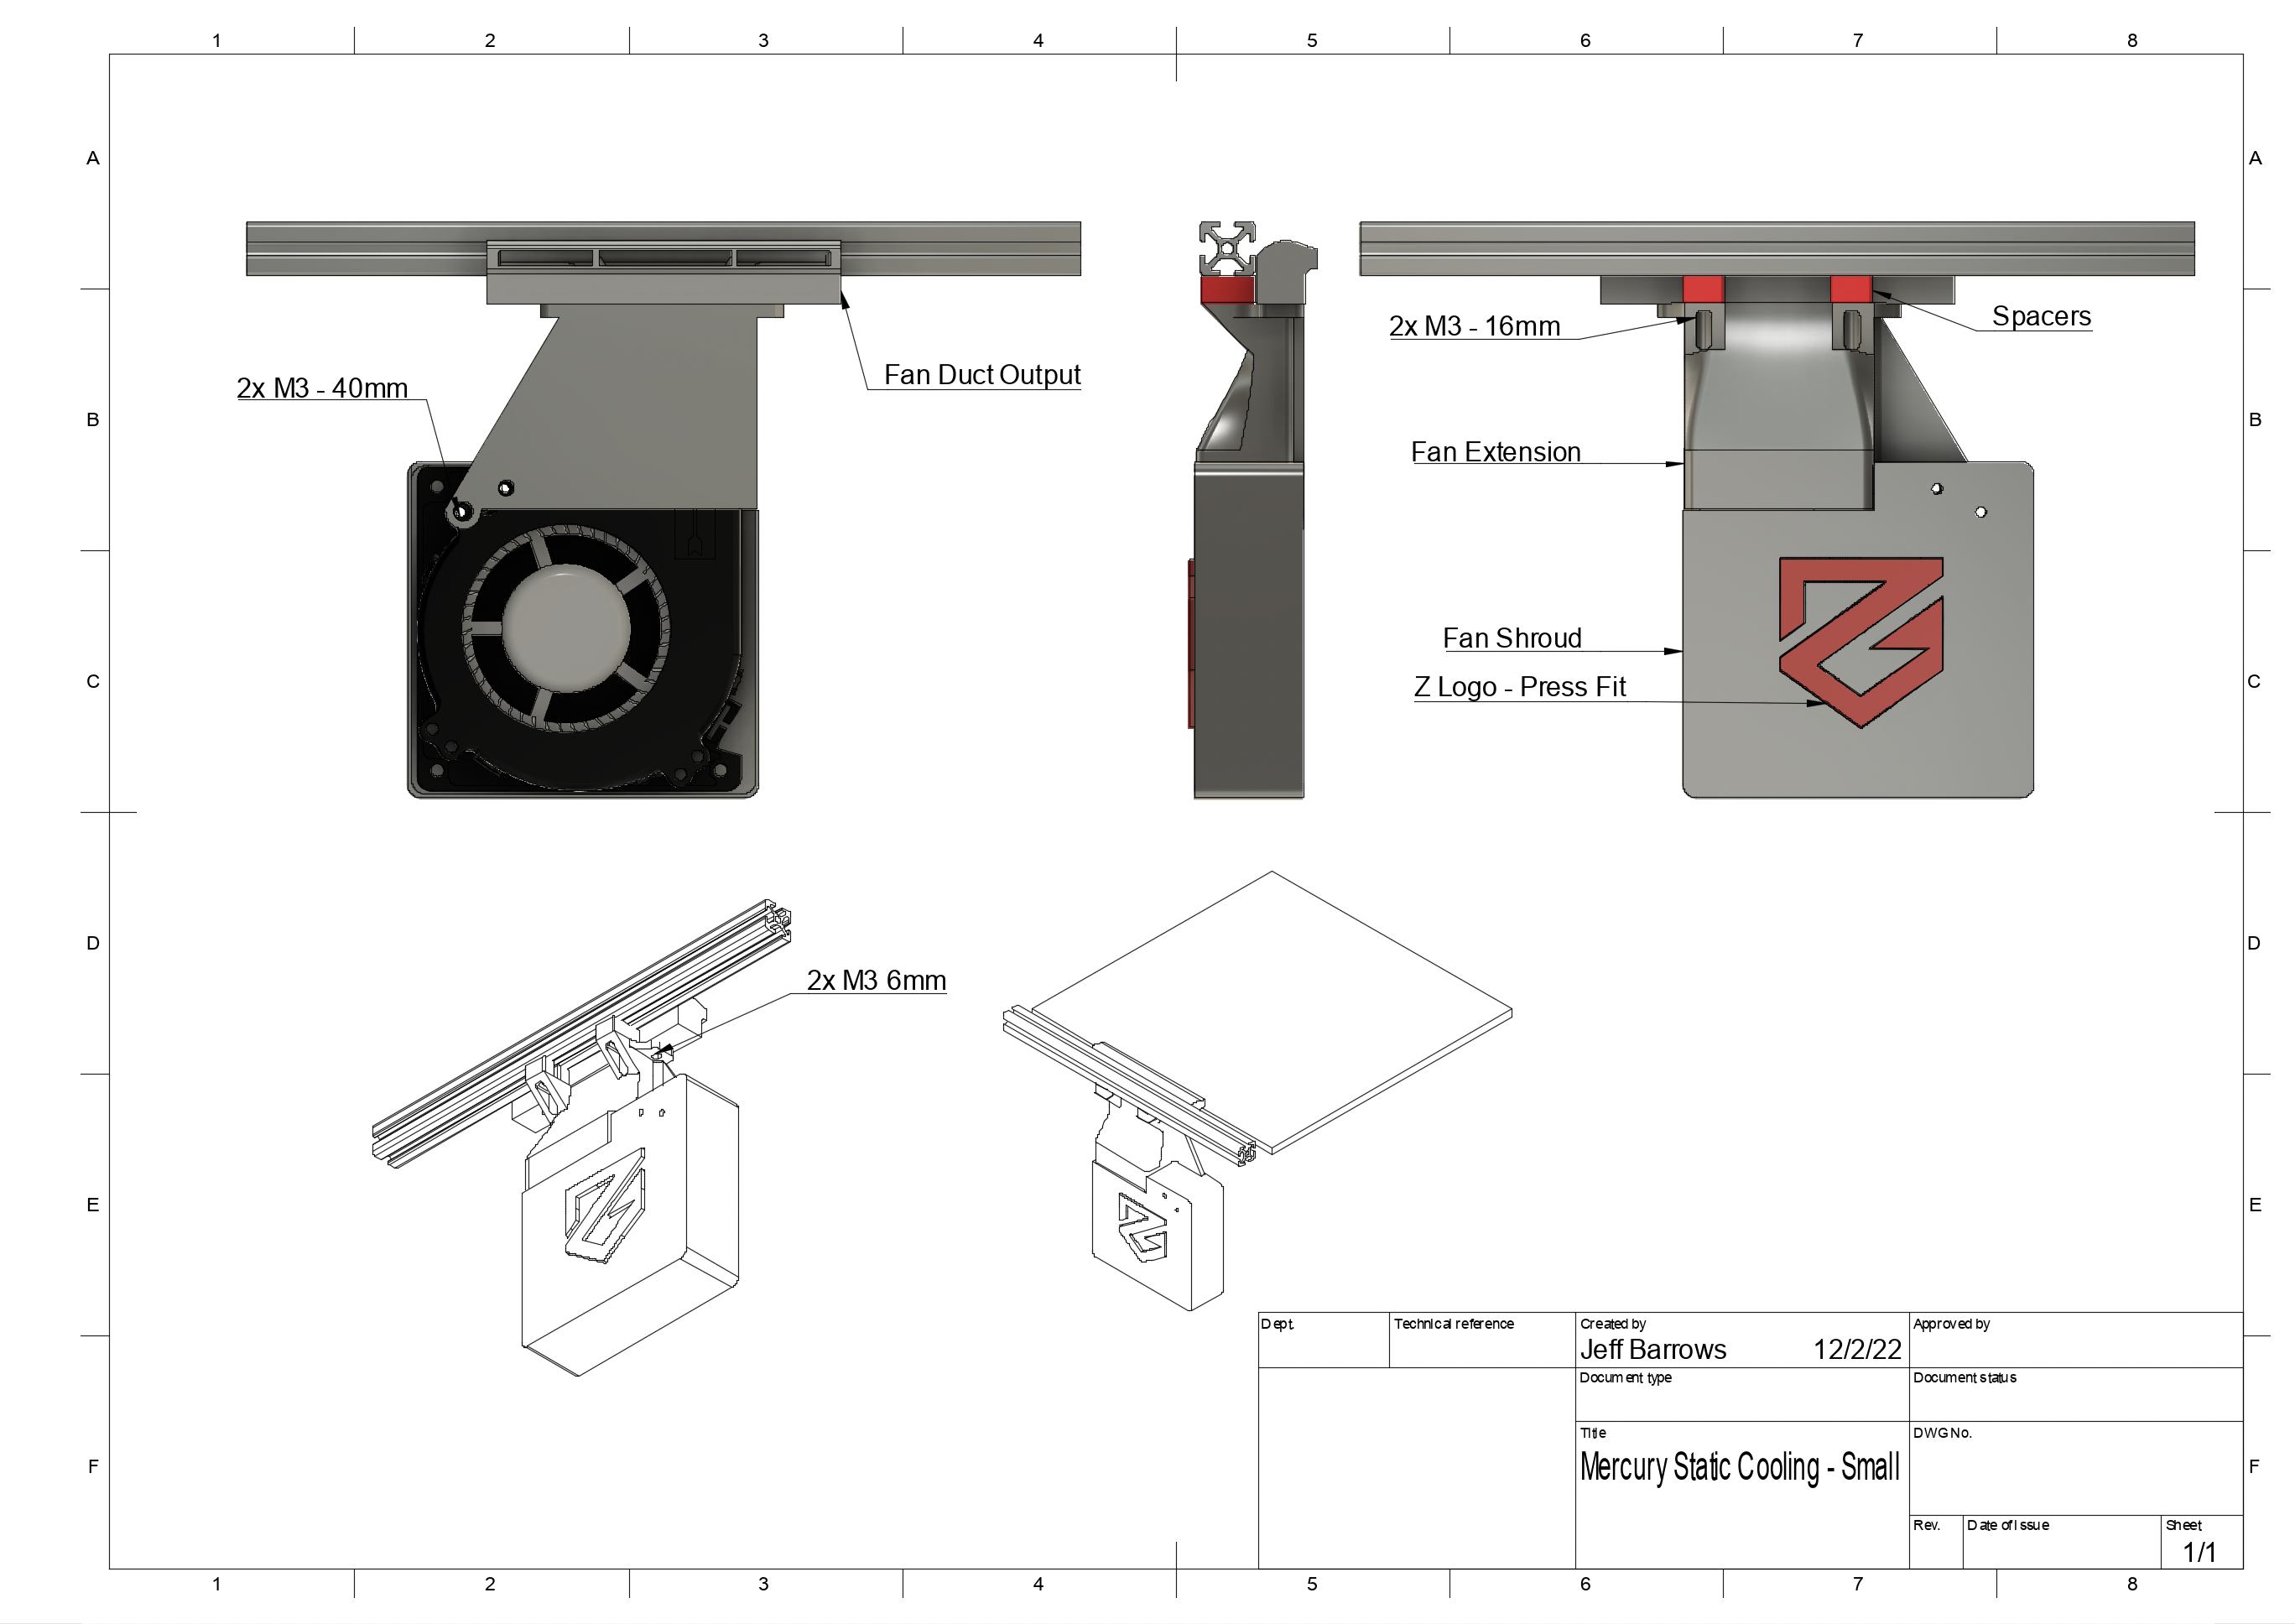 1 2 3 4 5 6 7 8
A A
2x M3 - 16mm
Spacers
Fan Duct Output
2x M3 - 40mm
B B
Fan Extension
Fan Shroud
Z Logo - Press Fit
C C
D D
2x M3 6mm
E E
Dept.
Technical reference
Created by
Jeff Barrows 12/2/22
Approved by
Document type
Document status
Title
Mercury Static Cooling - Small
DWG No.
F F
Rev.
Date of issue
Sheet
1/1
1 2 3 4 5 6 7 8